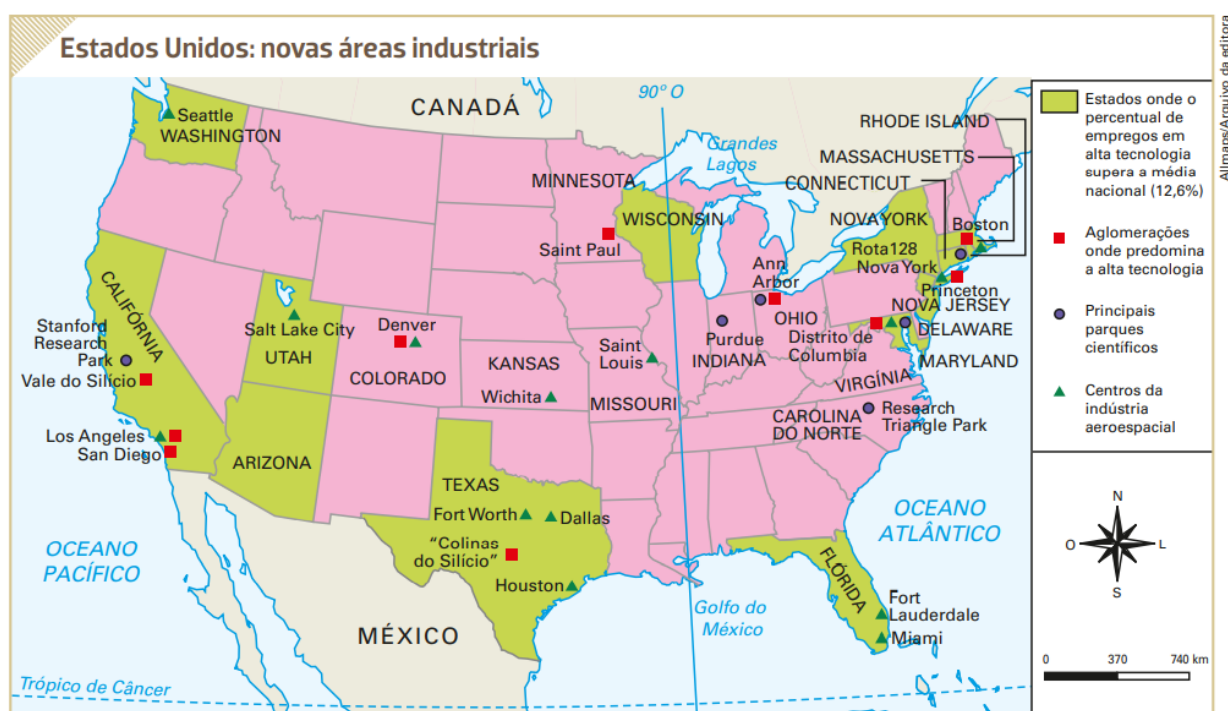 Estados Unidos: novas áreas industriais
CANADÁ
90º O
Grandes
Lagos
Seattle
WASHINGTON
MINNESOTA
WISCONSIN
Saint Paul
RHODE ISLAND
MASSACHUSETTS
CONNECTICUT
NOVA YORK
Boston
Rota128
Nova York
Ann
Arbor
Princeton
NOVA JERSEY
CALIFÓRNIA
Stanford
Research
Park
Vale do Silício
Salt Lake City
UTAH
Denver
COLORADO
KANSAS
Wichita
Saint
Louis
MISSOURI
Purdue
INDIANA
OHIO
Distrito de
Columbia
DELAWARE
MARYLAND
VIRGÍNIA
CAROLINA
DO NORTE
Research
Triangle Park
Los Angeles
San Diego
ARIZONA
TEXAS
Fort Worth
Dallas
"Colinas
do Silício"
Houston
FLÓRIDA
Fort
Lauderdale
Miami
OCEANO
PACÍFICO
OCEANO
ATLÂNTICO
MÉXICO
Golfo do
México
Trópico de Câncer
Estados onde o
percentual de
empregos em
alta tecnologia
supera a média
nacional (12,6%)
Aglomerações
onde predomina
a alta tecnologia
Principais
parques
científicos
Centros da
indústria
aeroespacial
N
O
L
S
0 370 740 km
Allmaps/Arquivo da editora